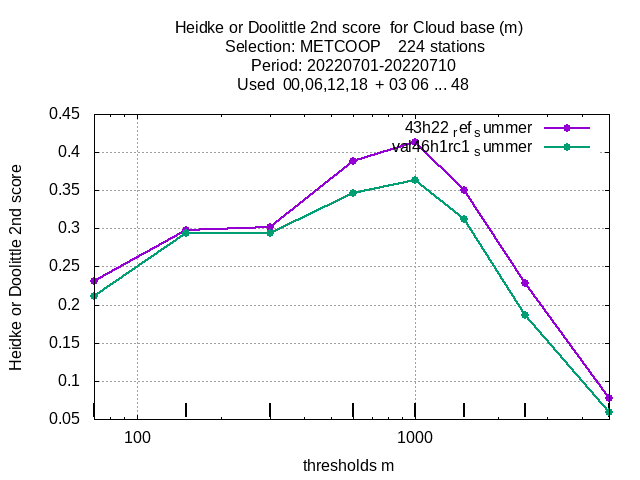 Heidke or Doolittle 2nd score  for Cloud base (m)
Selection: METCOOP    224 stations
Period: 20220701-20220710
Used  00,06,12,18  + 03 06 ... 48
0.45
0.4
0.35
0.3
0.25
0.2
0.15
0.1
0.05
Heidke or Doolittle 2nd score
43h22 refsummer
val46h1rc1 summer
100
1000
thresholds m